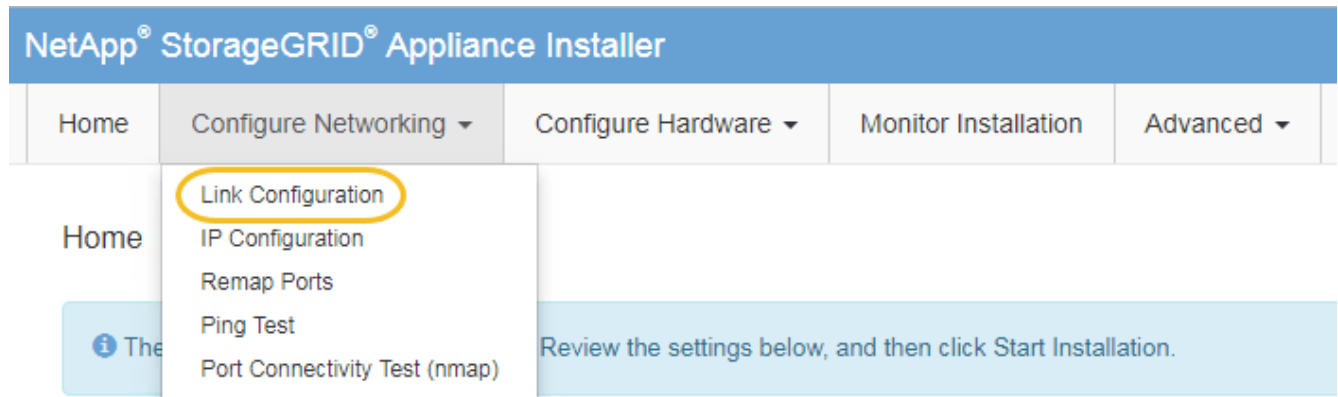 NetApp® StorageGRID® Appliance Installer
Home Configure Networking Configure Hardware Monitor Installation Advanced
Link Configuration
Home IP Configuration
Remap Ports
Ping Test
The Review the settings below, and then click Start Installation.
Port Connectivity Test (nmap)